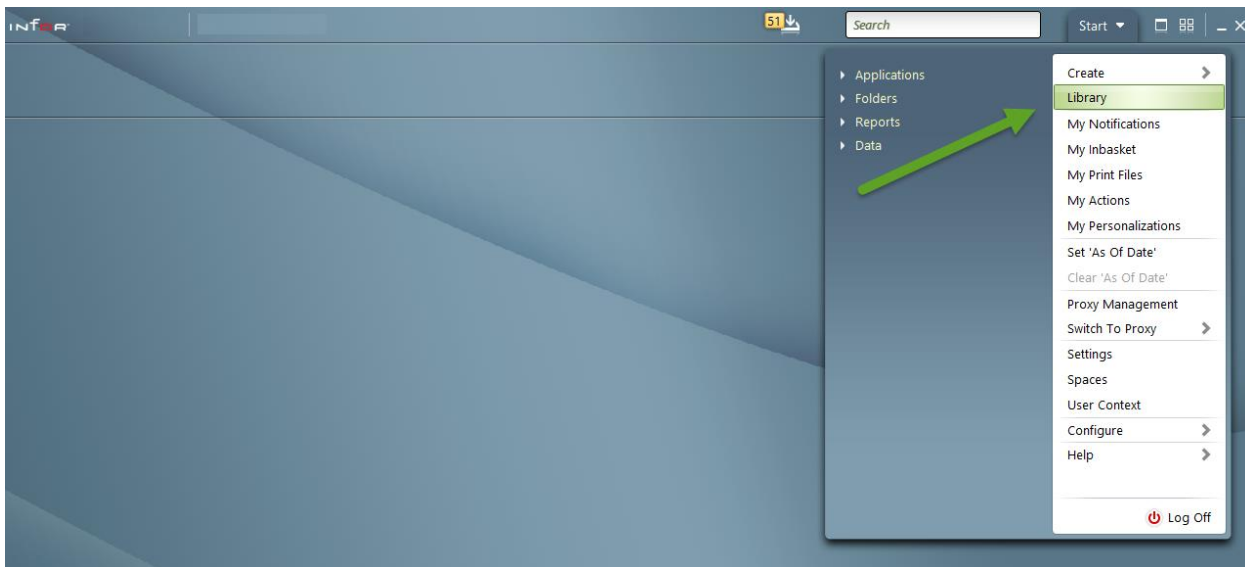 infor
51
Search
Start
Applications
Folders
Reports
Data
Create
Library
My Notifications
My Inbasket
My Print Files
My Actions
My Personalizations
Set 'As Of Date'
Clear 'As Of Date'
Proxy Management
Switch To Proxy
Settings
Spaces
User Context
Configure
Help
Log Off